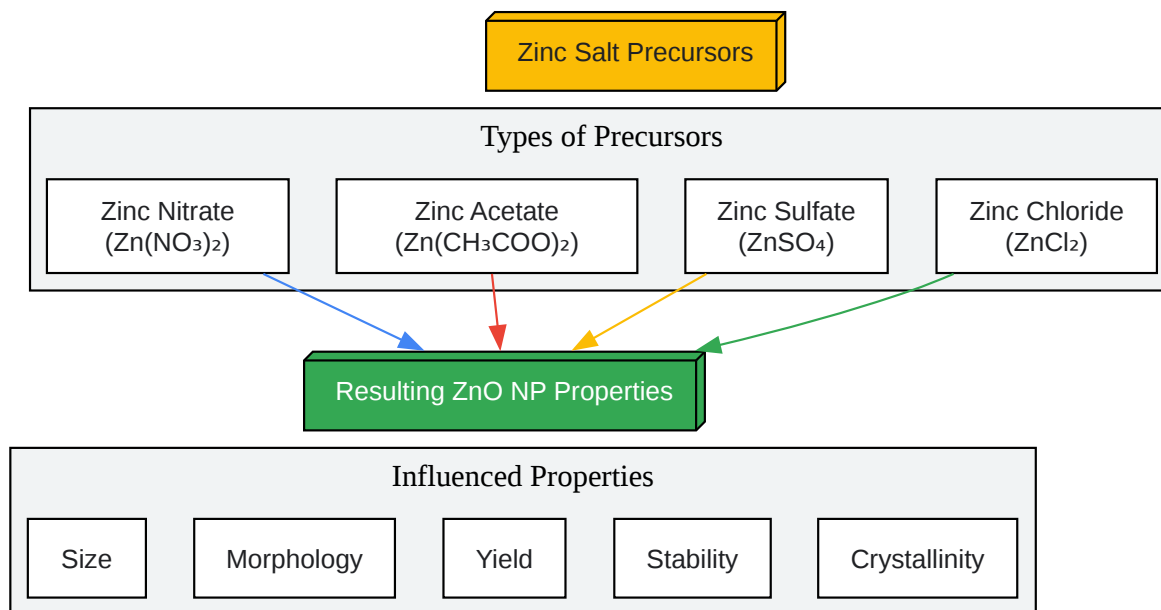 Zinc Salt Precursors
Types of Precursors
Zinc Nitrate
(Zn(NO₃)₂)
Zinc Acetate
(Zn(CH₃COO)₂)
Zinc Sulfate
(ZnSO₄)
Zinc Chloride
(ZnCl₂)
Resulting ZnO NP Properties
Influenced Properties
Size
Morphology
Yield
Stability
Crystallinity